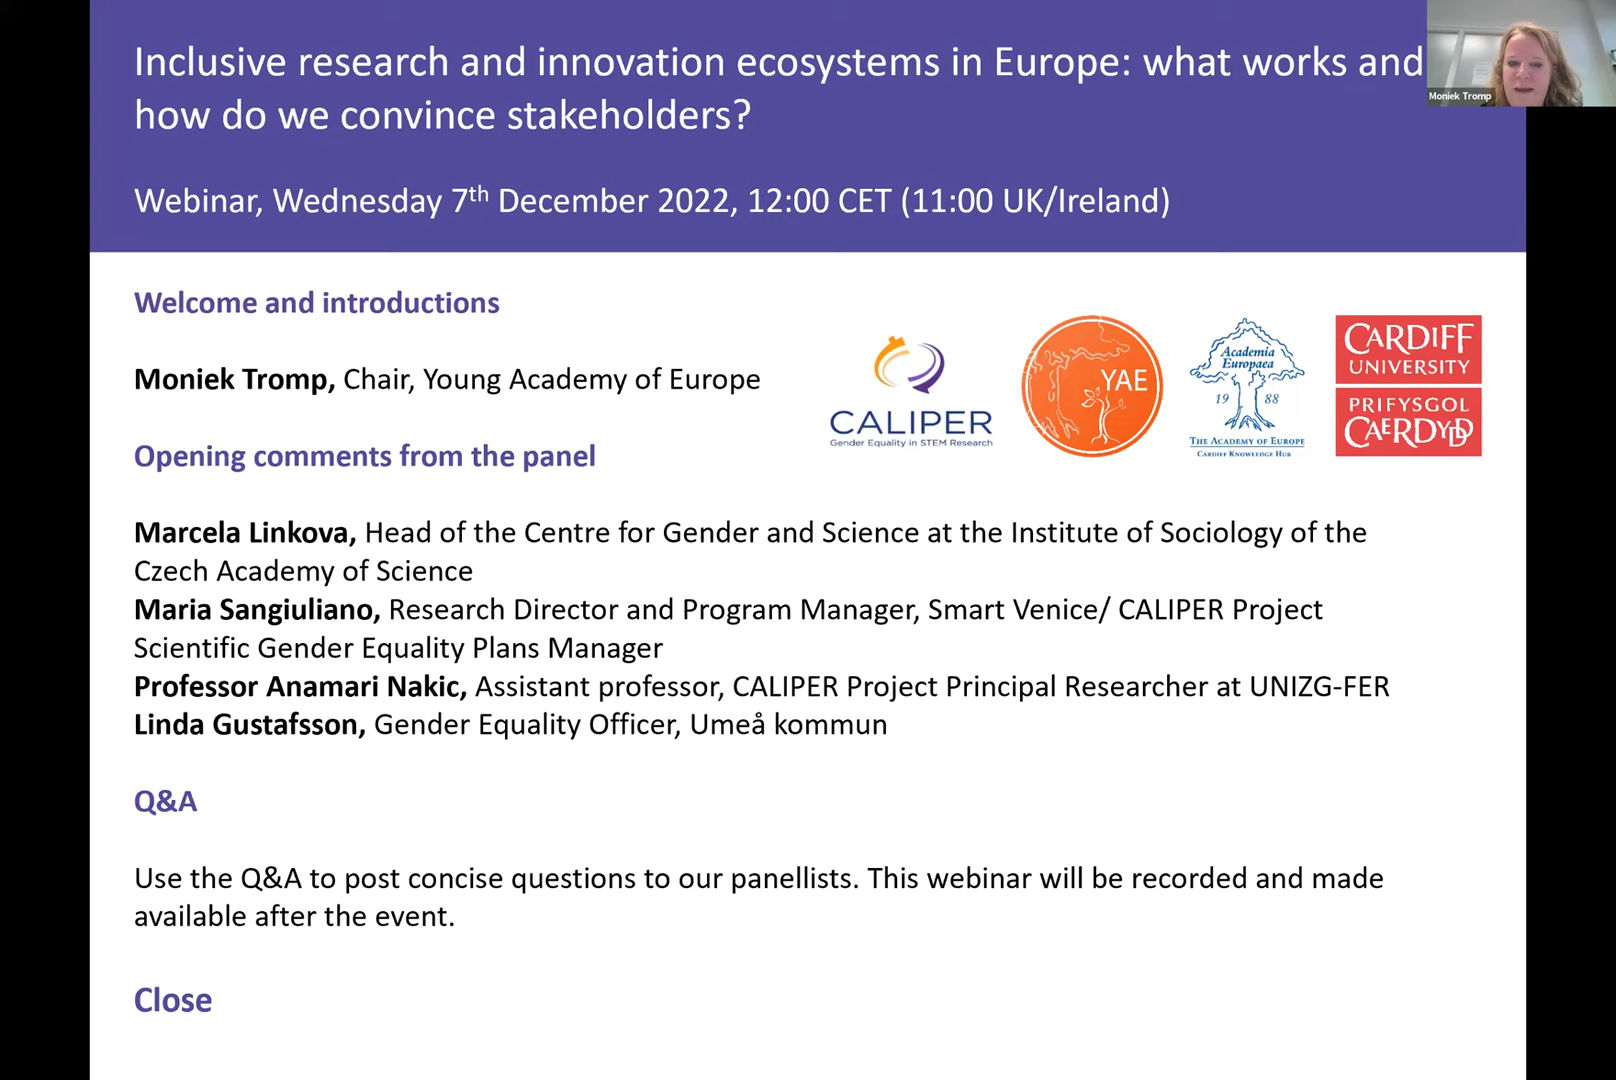 Inclusive research and innovation ecosystems in Europe: what works and
how do we convince stakeholders?
Moniek Tromp
Webinar, Wednesday 7th December 2022, 12:00 CET (11:00 UK/Ireland)
Welcome and introductions
Moniek Tromp, Chair, Young Academy of Europe
CALIPER
Gender Equality in STEM Research
YAE
Academia
Europaea
19 88
THE ACADEMY OF EUROPE
CARDIFF KNOWLEDGE HUB
CARDIFF
UNIVERSITY
PRIFYSGOL
CAERDYDD
Opening comments from the panel
Marcela Linkova, Head of the Centre for Gender and Science at the Institute of Sociology of the
Czech Academy of Science
Maria Sangiuliano, Research Director and Program Manager, Smart Venice/ CALIPER Project
Scientific Gender Equality Plans Manager
Professor Anamari Nakic, Assistant professor, CALIPER Project Principal Researcher at UNIZG-FER
Linda Gustafsson, Gender Equality Officer, Umeå kommun
Q&A
Use the Q&A to post concise questions to our panellists. This webinar will be recorded and made
available after the event.
Close